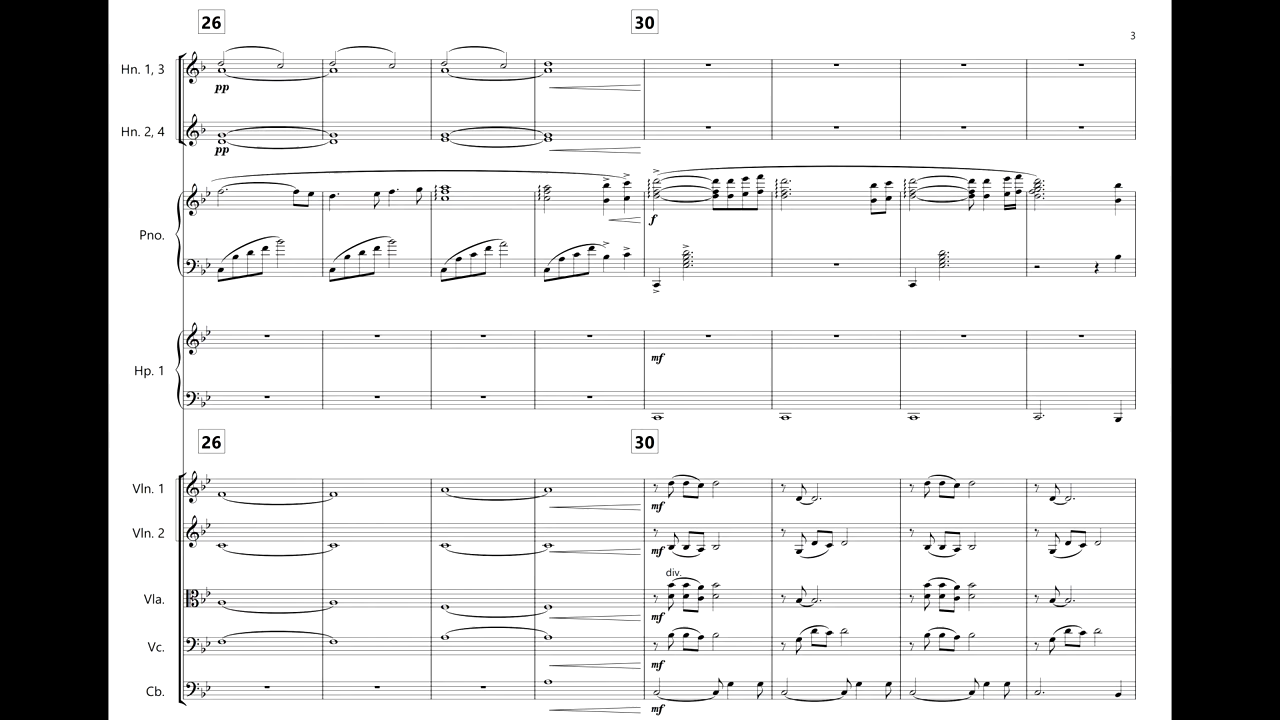 26 30
3
Hn. 1, 3
pp
Hn. 2, 4
pp
Pno.
f
Hp. 1
mf
26 30
Vln. 1
mf
Vln. 2
mf
div.
Vla.
mf
Vc.
mf
Cb.
mf